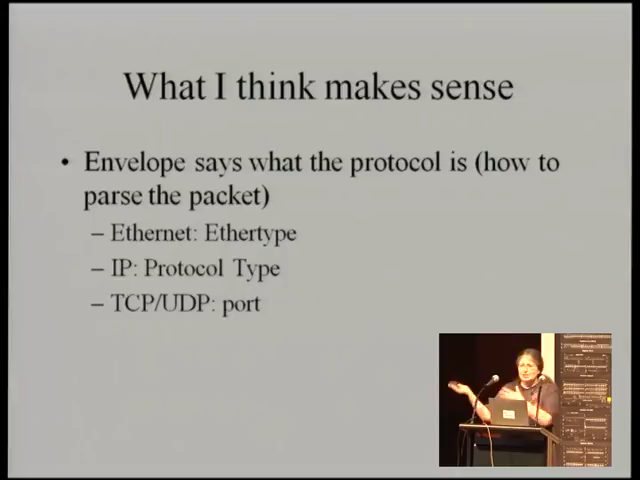 What I think makes sense
• Envelope says what the protocol is (how to
parse the packet)
– Ethernet: Ethertype
– IP: Protocol Type
– TCP/UDP: port